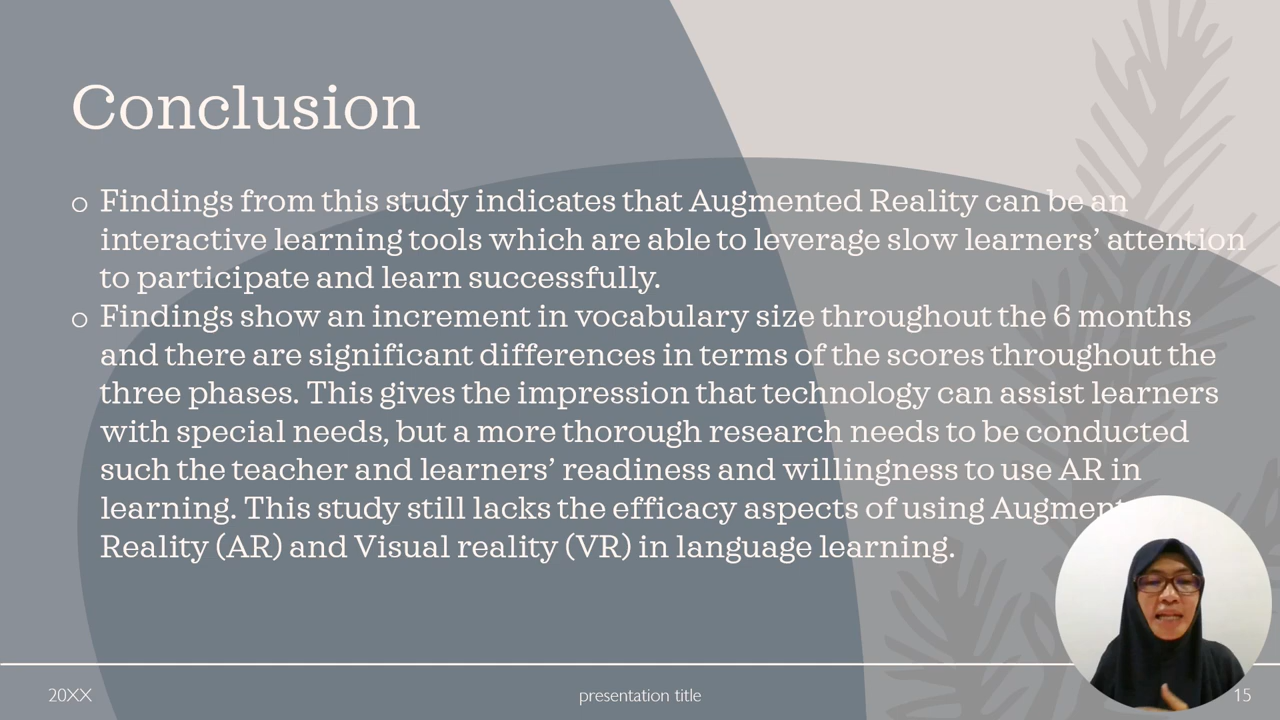 Conclusion
o Findings from this study indicates that Augmented Reality can be an
interactive learning tools which are able to leverage slow learners’ attention
to participate and learn successfully.
o Findings show an increment in vocabulary size throughout the 6 months
and there are significant differences in terms of the scores throughout the
three phases. This gives the impression that technology can assist learners
with special needs, but a more thorough research needs to be conducted
such the teacher and learners’ readiness and willingness to use AR in
learning. This study still lacks the efficacy aspects of using
Reality (AR) and Visual reality (VR) in language learning.
20XX
presentation title
15